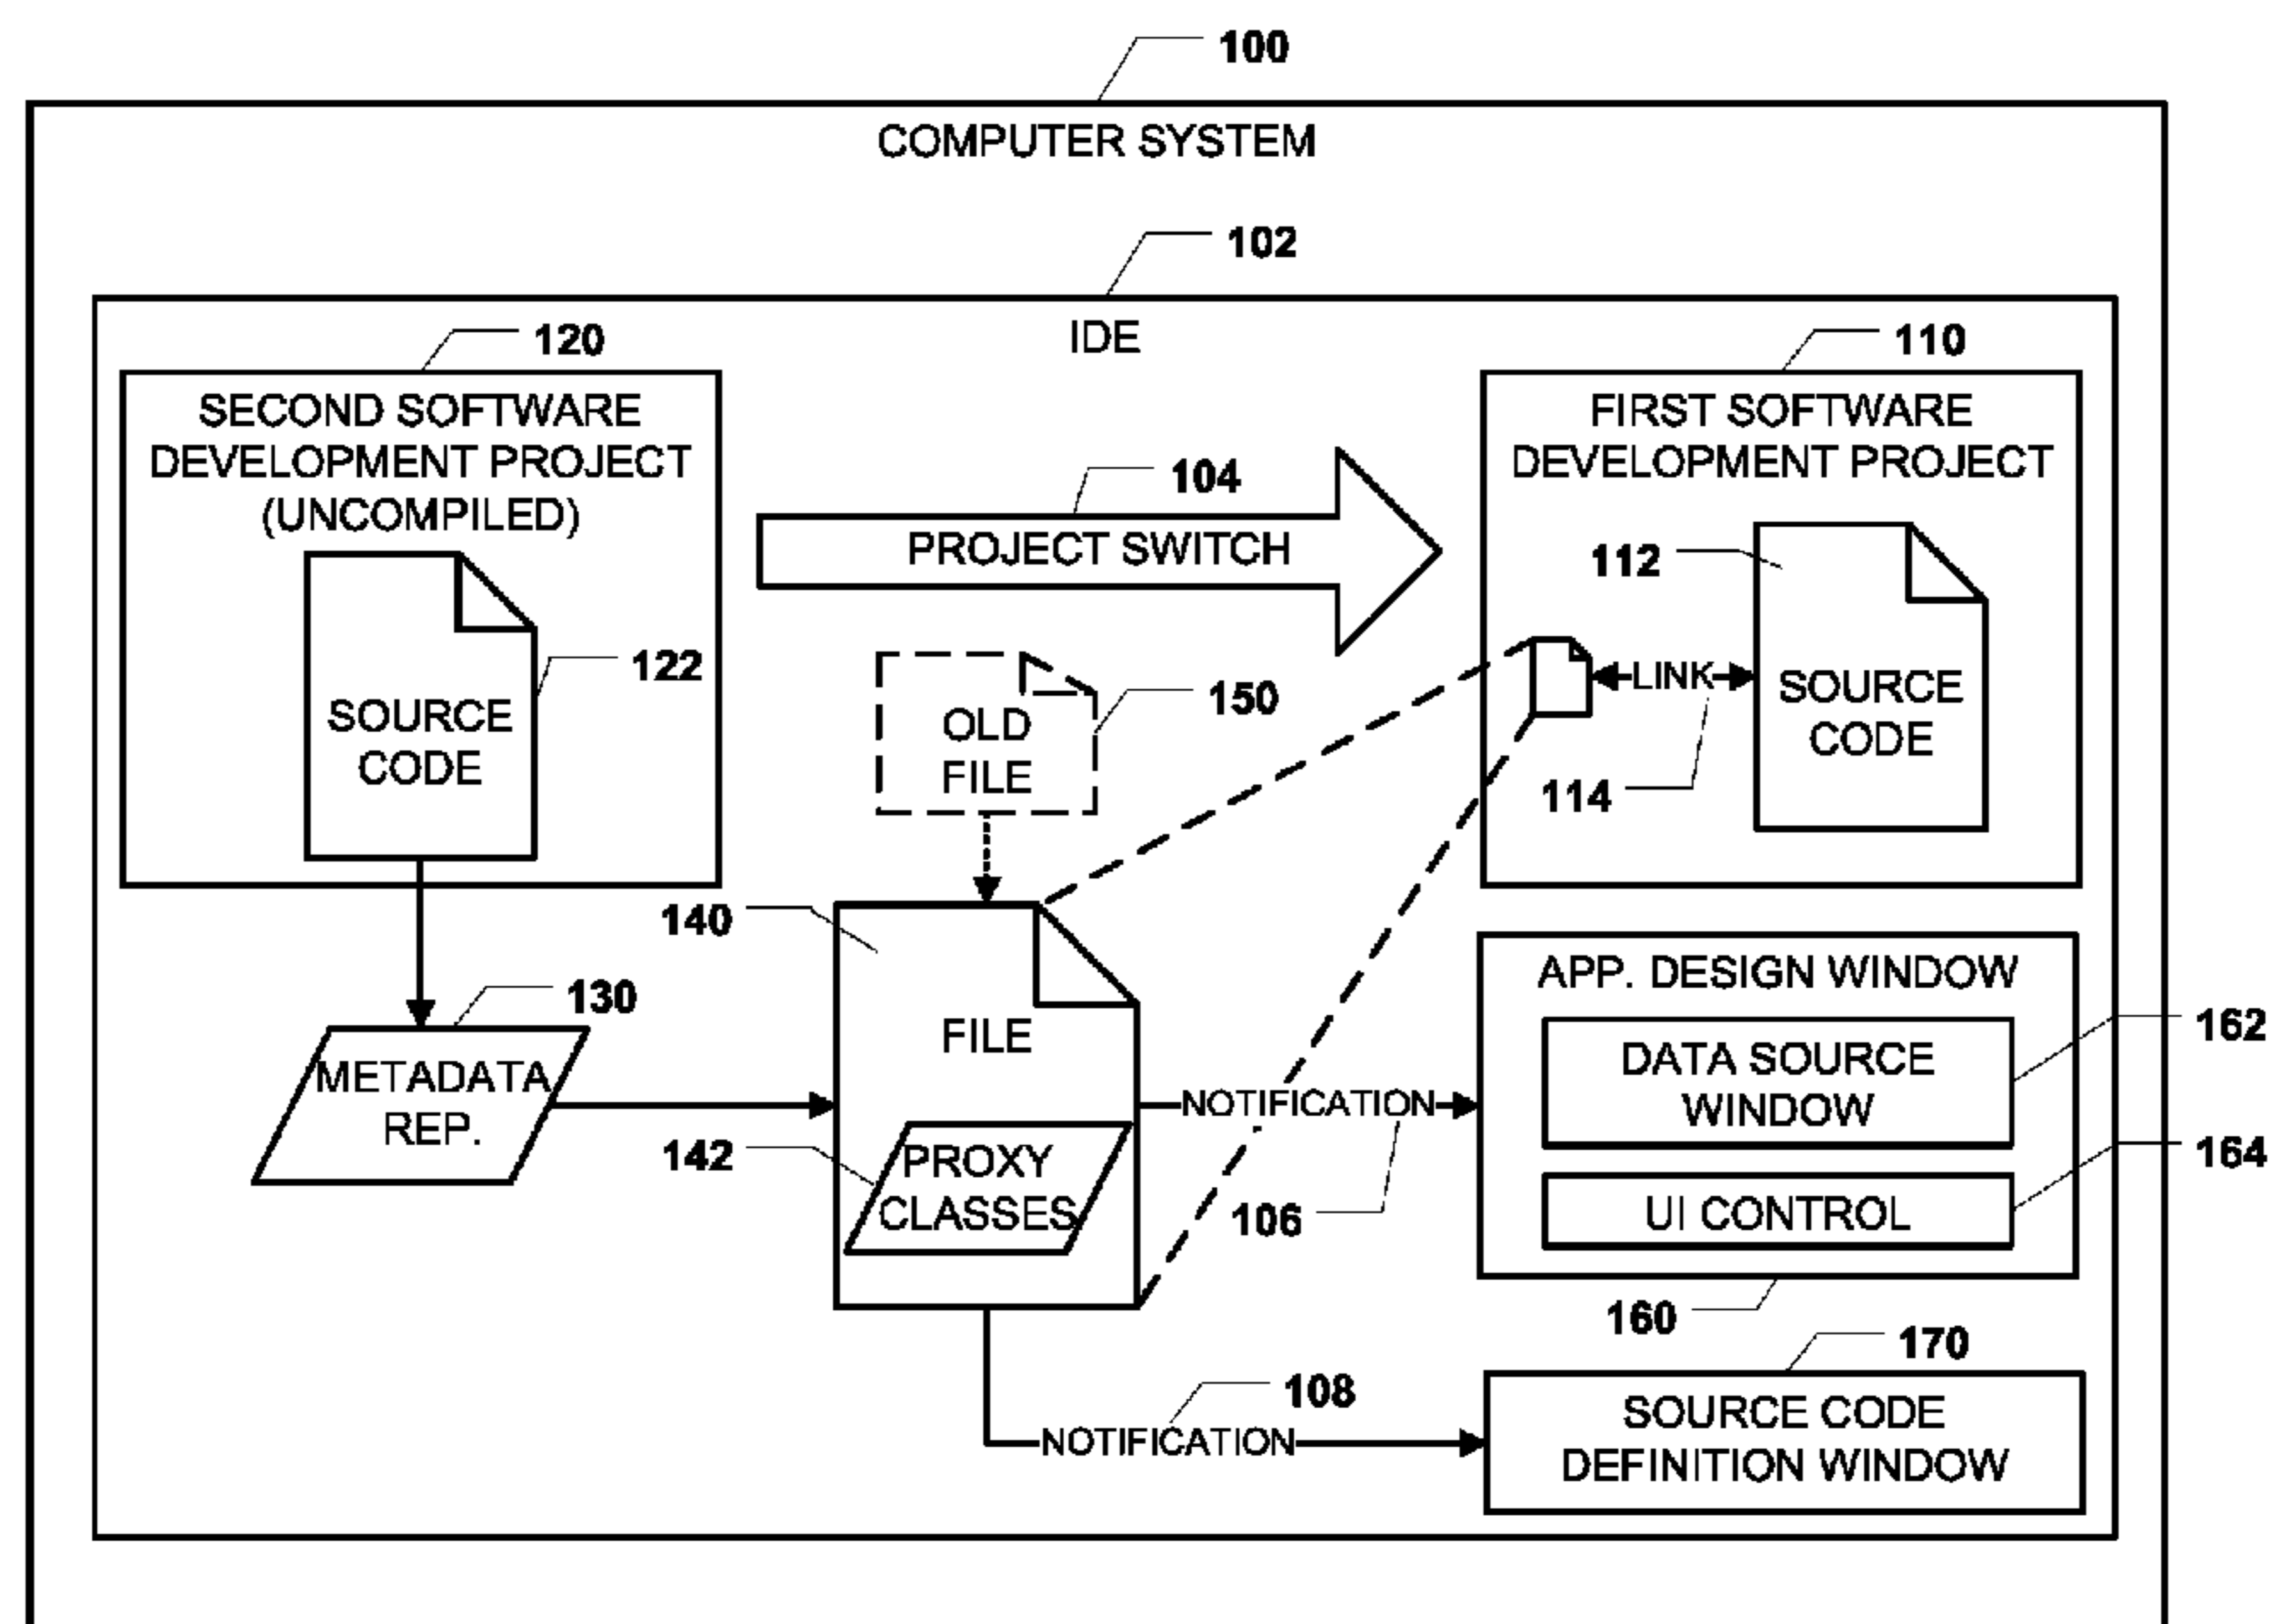 100
COMPUTER SYSTEM
102
IDE
120
SECOND SOFTWARE
DEVELOPMENT PROJECT
(UNCOMPILED)
122
SOURCE
CODE
104
PROJECT SWITCH
110
FIRST SOFTWARE
DEVELOPMENT PROJECT
112
LINK
SOURCE
CODE
114
150
OLD
FILE
140
FILE
130
METADATA
REP.
142
PROXY
CLASSES
NOTIFICATION
106
APP. DESIGN WINDOW
162
DATA SOURCE
WINDOW
164
UI CONTROL
160
170
108
NOTIFICATION
SOURCE CODE
DEFINITION WINDOW